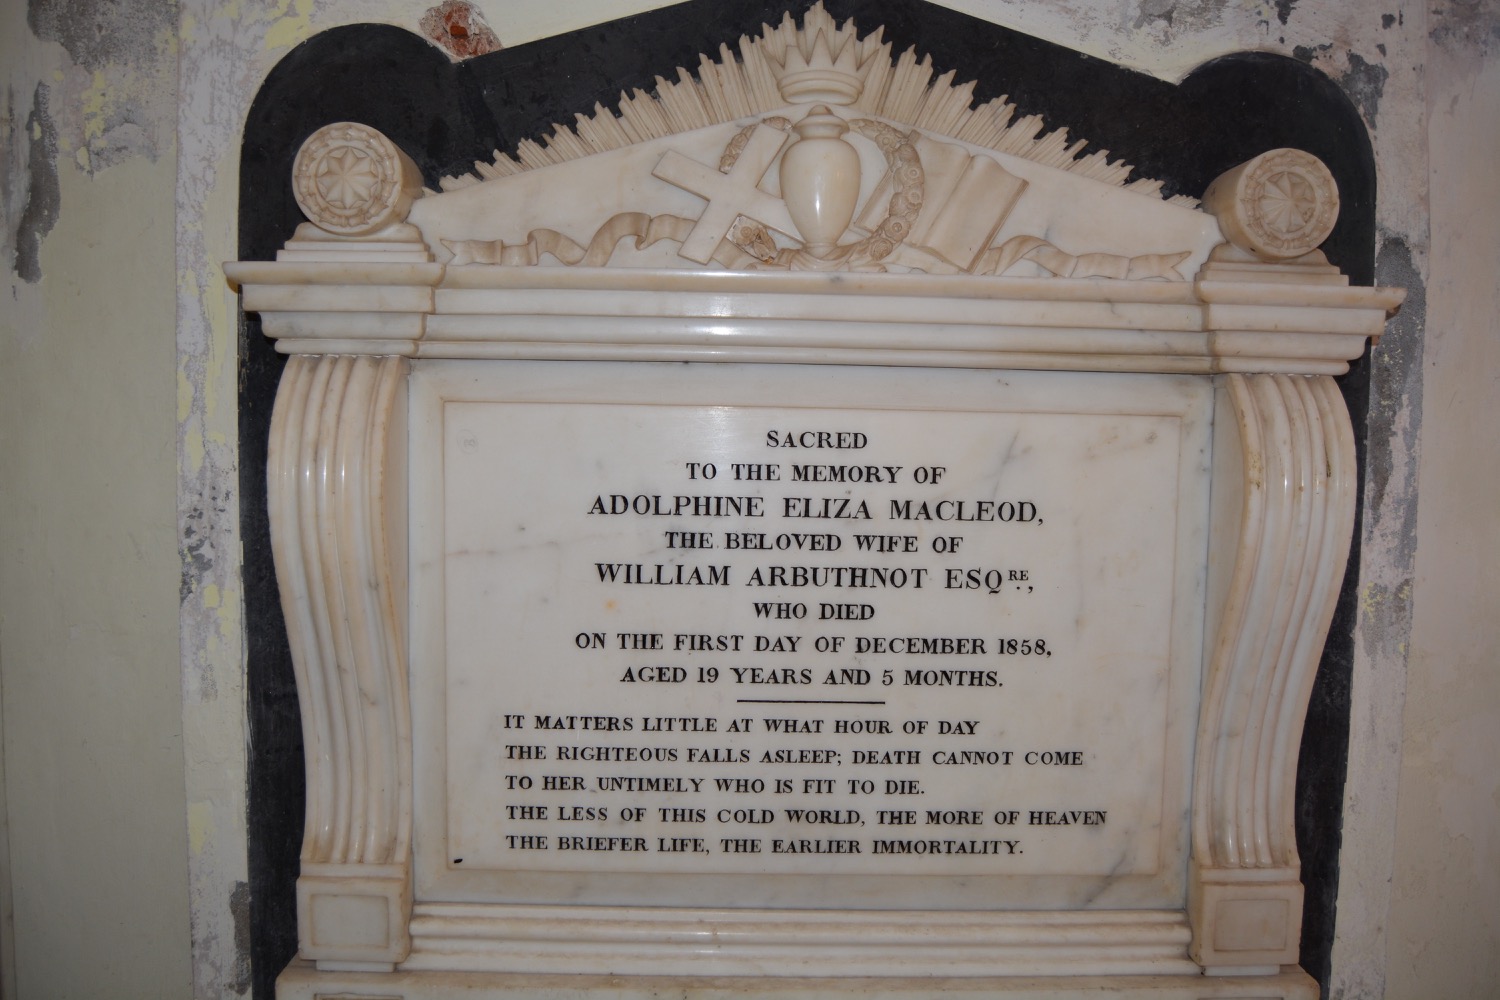 SACRED
TO THE MEMORY OF
ADOLPHINE ELIZA MACLEOD,
THE BELOVED WIFE OF
WILLIAM ARBUTHNOT ESQRE.,
WHO DIED
ON THE FIRST DAY OF DECEMBER 1858,
AGED 19 YEARS AND 5 MONTHS.
IT MATTERS LITTLE AT WHAT HOUR OF DAY
THE RIGHTEOUS FALLS ASLEEP; DEATH CANNOT COME
TO HER UNTIMELY WHO IS FIT TO DIE.
THE LESS OF THIS COLD WORLD, THE MORE OF HEAVEN
THE BRIEFER LIFE, THE EARLIER IMMORTALITY.